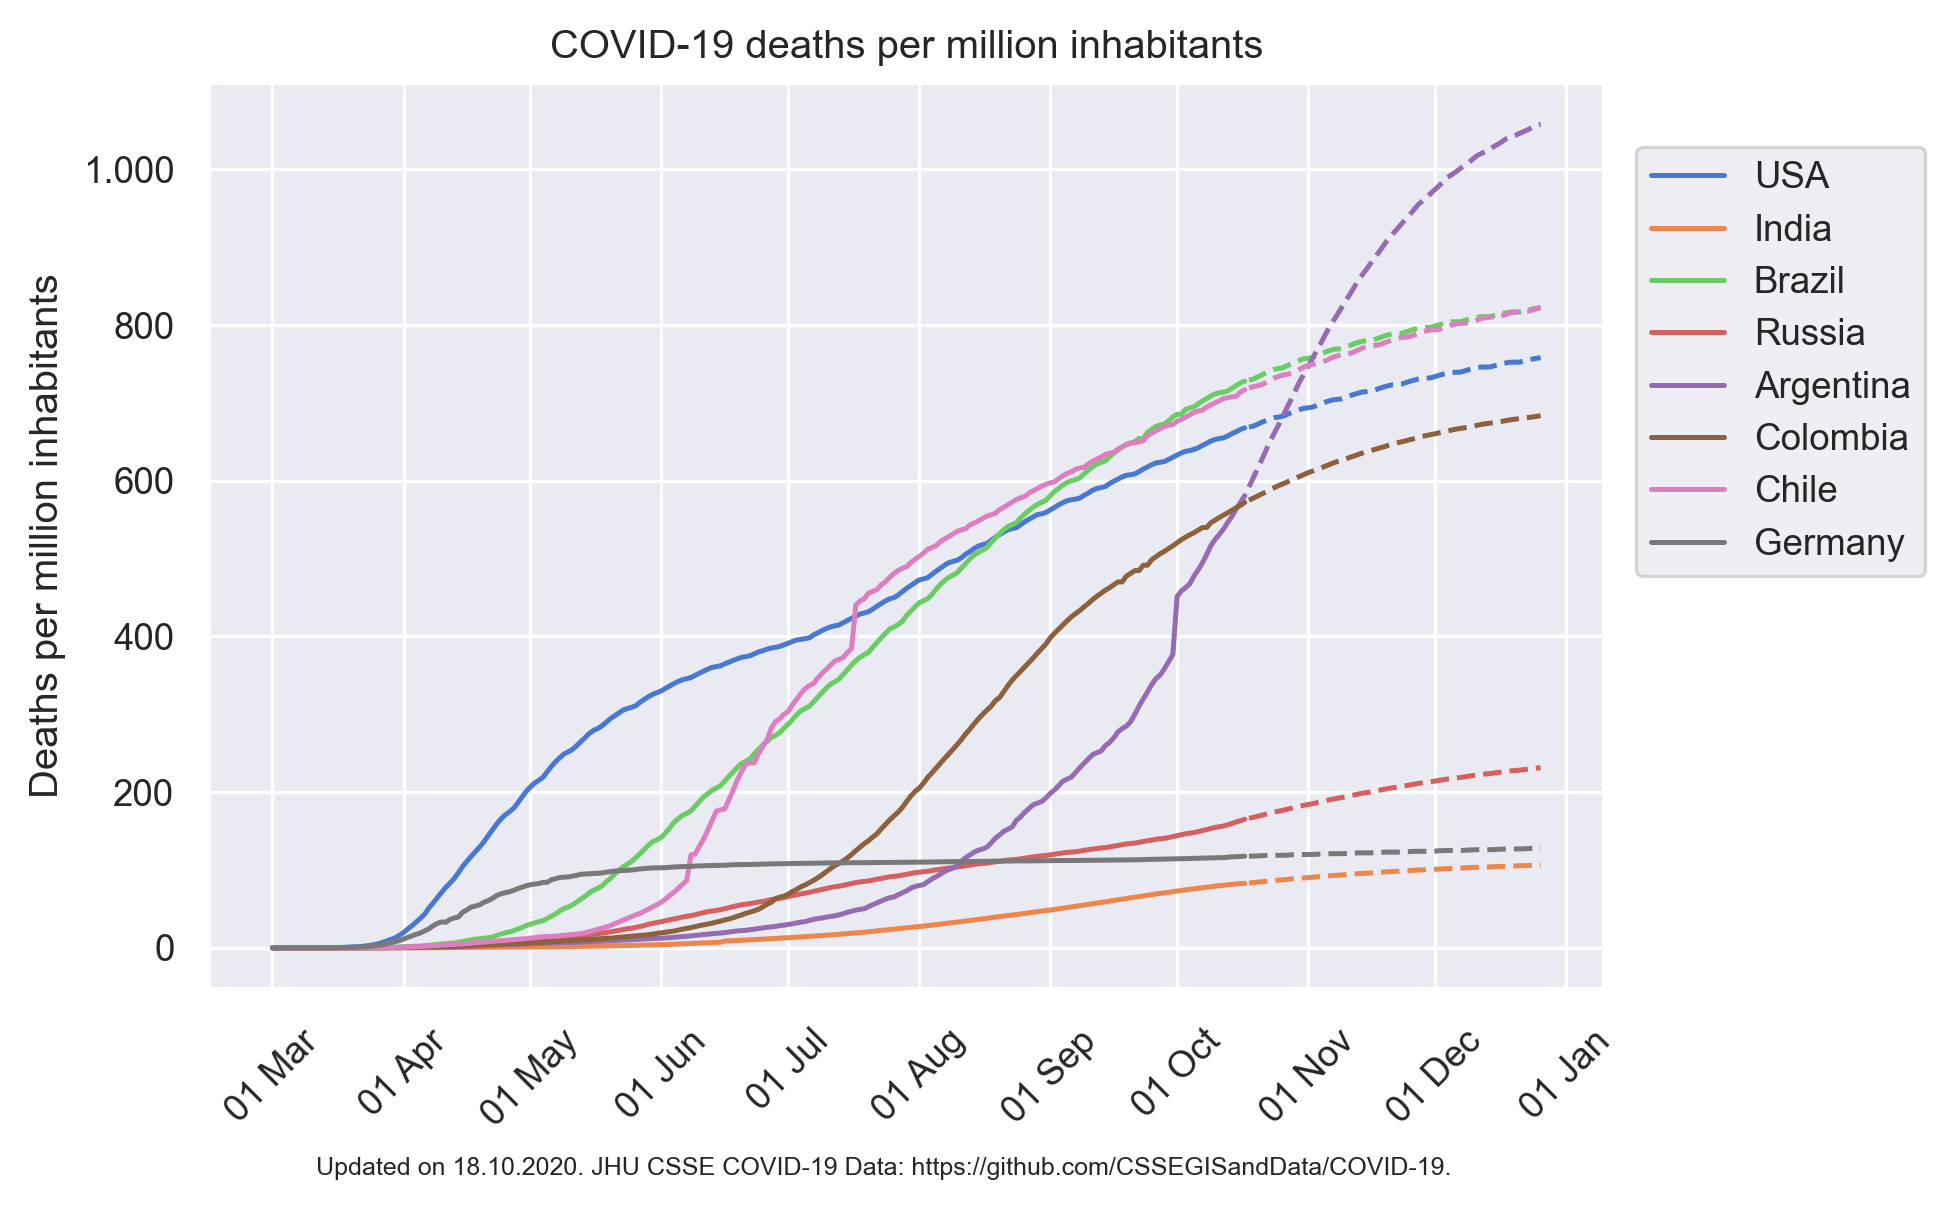 COVID-19 deaths per million inhabitants
Deaths per million inhabitants
1.000
800
600
400
200
0
USA
India
Brazil
Russia
Argentina
Colombia
Chile
Germany
01 Mar
01 Apr
01 May
01 Jun
01 Jul
01 Aug
01 Sep
01 Oct
01 Nov
01 Dec
01 Jan
Updated on 18.10.2020. JHU CSSE COVID-19 Data: https://github.com/CSSEGISandData/COVID-19.